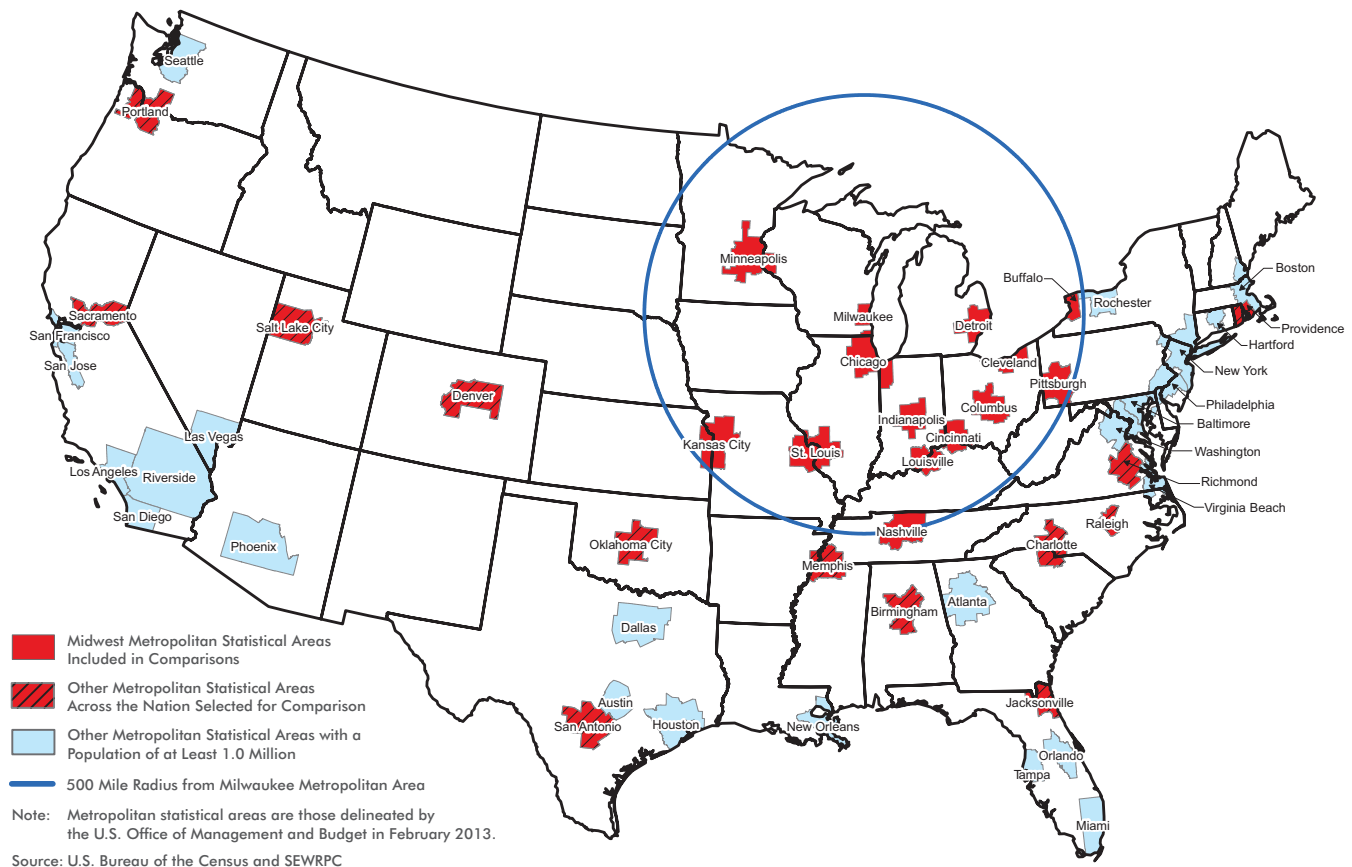 Seattle
Portland
Minneapolis
Buffalo
Boston
Rochester
Sacramento
Milwaukee
Detroit
Providence
Salt Lake City
San Francisco
Hartford
San Jose
Chicago
Cleveland
New York
Pittsburgh
Denver
Philadelphia
Columbus
Indianapolis
Baltimore
Las Vegas
Kansas City
Cincinnati
St. Louis
Washington
Louisville
Los Angeles
Riverside
Richmond
Virginia Beach
San Diego
Raleigh
Nashville
Phoenix
Oklahoma City
Charlotte
Memphis
Atlanta
Birmingham
Dallas
Austin
Jacksonville
San Antonio
Houston
New Orleans
Orlando
Tampa
Miami
Midwest Metropolitan Statistical Areas
Included in Comparisons
Other Metropolitan Statistical Areas
Across the Nation Selected for Comparison
Other Metropolitan Statistical Areas with a
Population of at Least 1.0 Million
500 Mile Radius from Milwaukee Metropolitan Area
Note: Metropolitan statistical areas are those delineated by
the U.S. Office of Management and Budget in February 2013.
Source: U.S. Bureau of the Census and SEWRPC